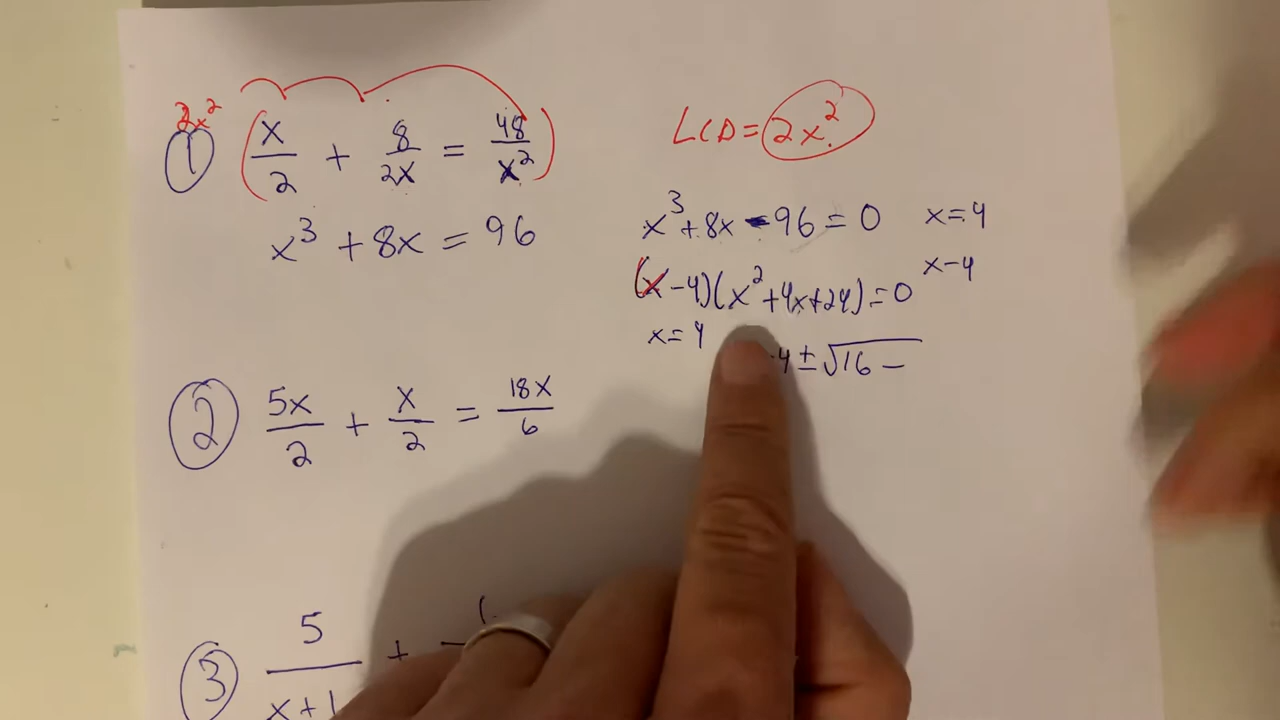 2x²
① (x/2 + 8/2x = 48/x²)
x³ + 8x = 96
LCD = 2x²
x³ + 8x - 96 = 0 x = 4
(x - 4)(x² + 4x + 24) = 0 x - 4
x = 4
-4 ± √16 -
② 5x/2 + x/2 = 18x/6
③ 5/x+1 +